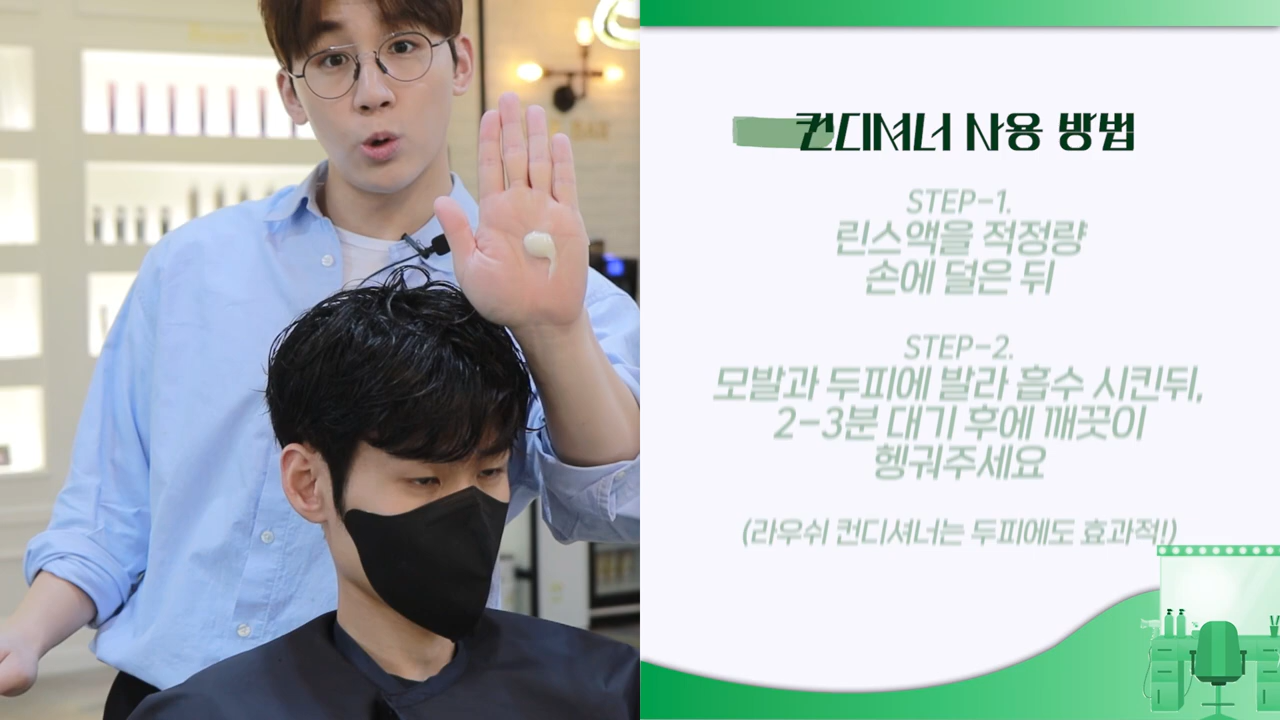 컨디셔너 사용 방법
STEP-1.
린스액을 적정량
손에 덜은 뒤
STEP-2.
모발과 두피에 발라 흡수 시킨뒤,
2-3분 대기 후에 깨끗이
헹궈주세요
(라우쉬 컨디셔너는 두피에도 효과적!)